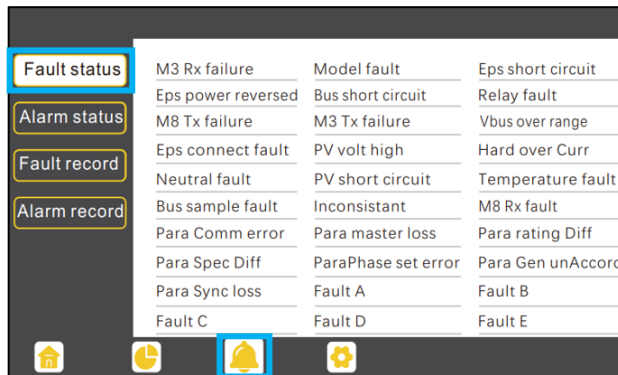 Fault status
Alarm status
Fault record
Alarm record
M3 Rx failure Model fault Eps short circuit
Eps power reversed Bus short circuit Relay fault
M8 Tx failure M3 Tx failure Vbus over range
Eps connect fault PV volt high Hard over Curr
Neutral fault PV short circuit Temperature fault
Bus sample fault Inconsistant M8 Rx fault
Para Comm error Para master loss Para rating Diff
Para Spec Diff ParaPhase set error Para Gen unAccord
Para Sync loss Fault A Fault B
Fault C Fault D Fault E